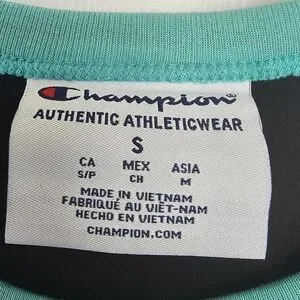 Champion
AUTHENTIC ATHLETICWEAR
S
CA MEX ASIA
S/P CH M
MADE IN VIETNAM
FABRIQUÉ AU VIÊT-NAM
HECHO EN VIETNAM
CHAMPION.COM